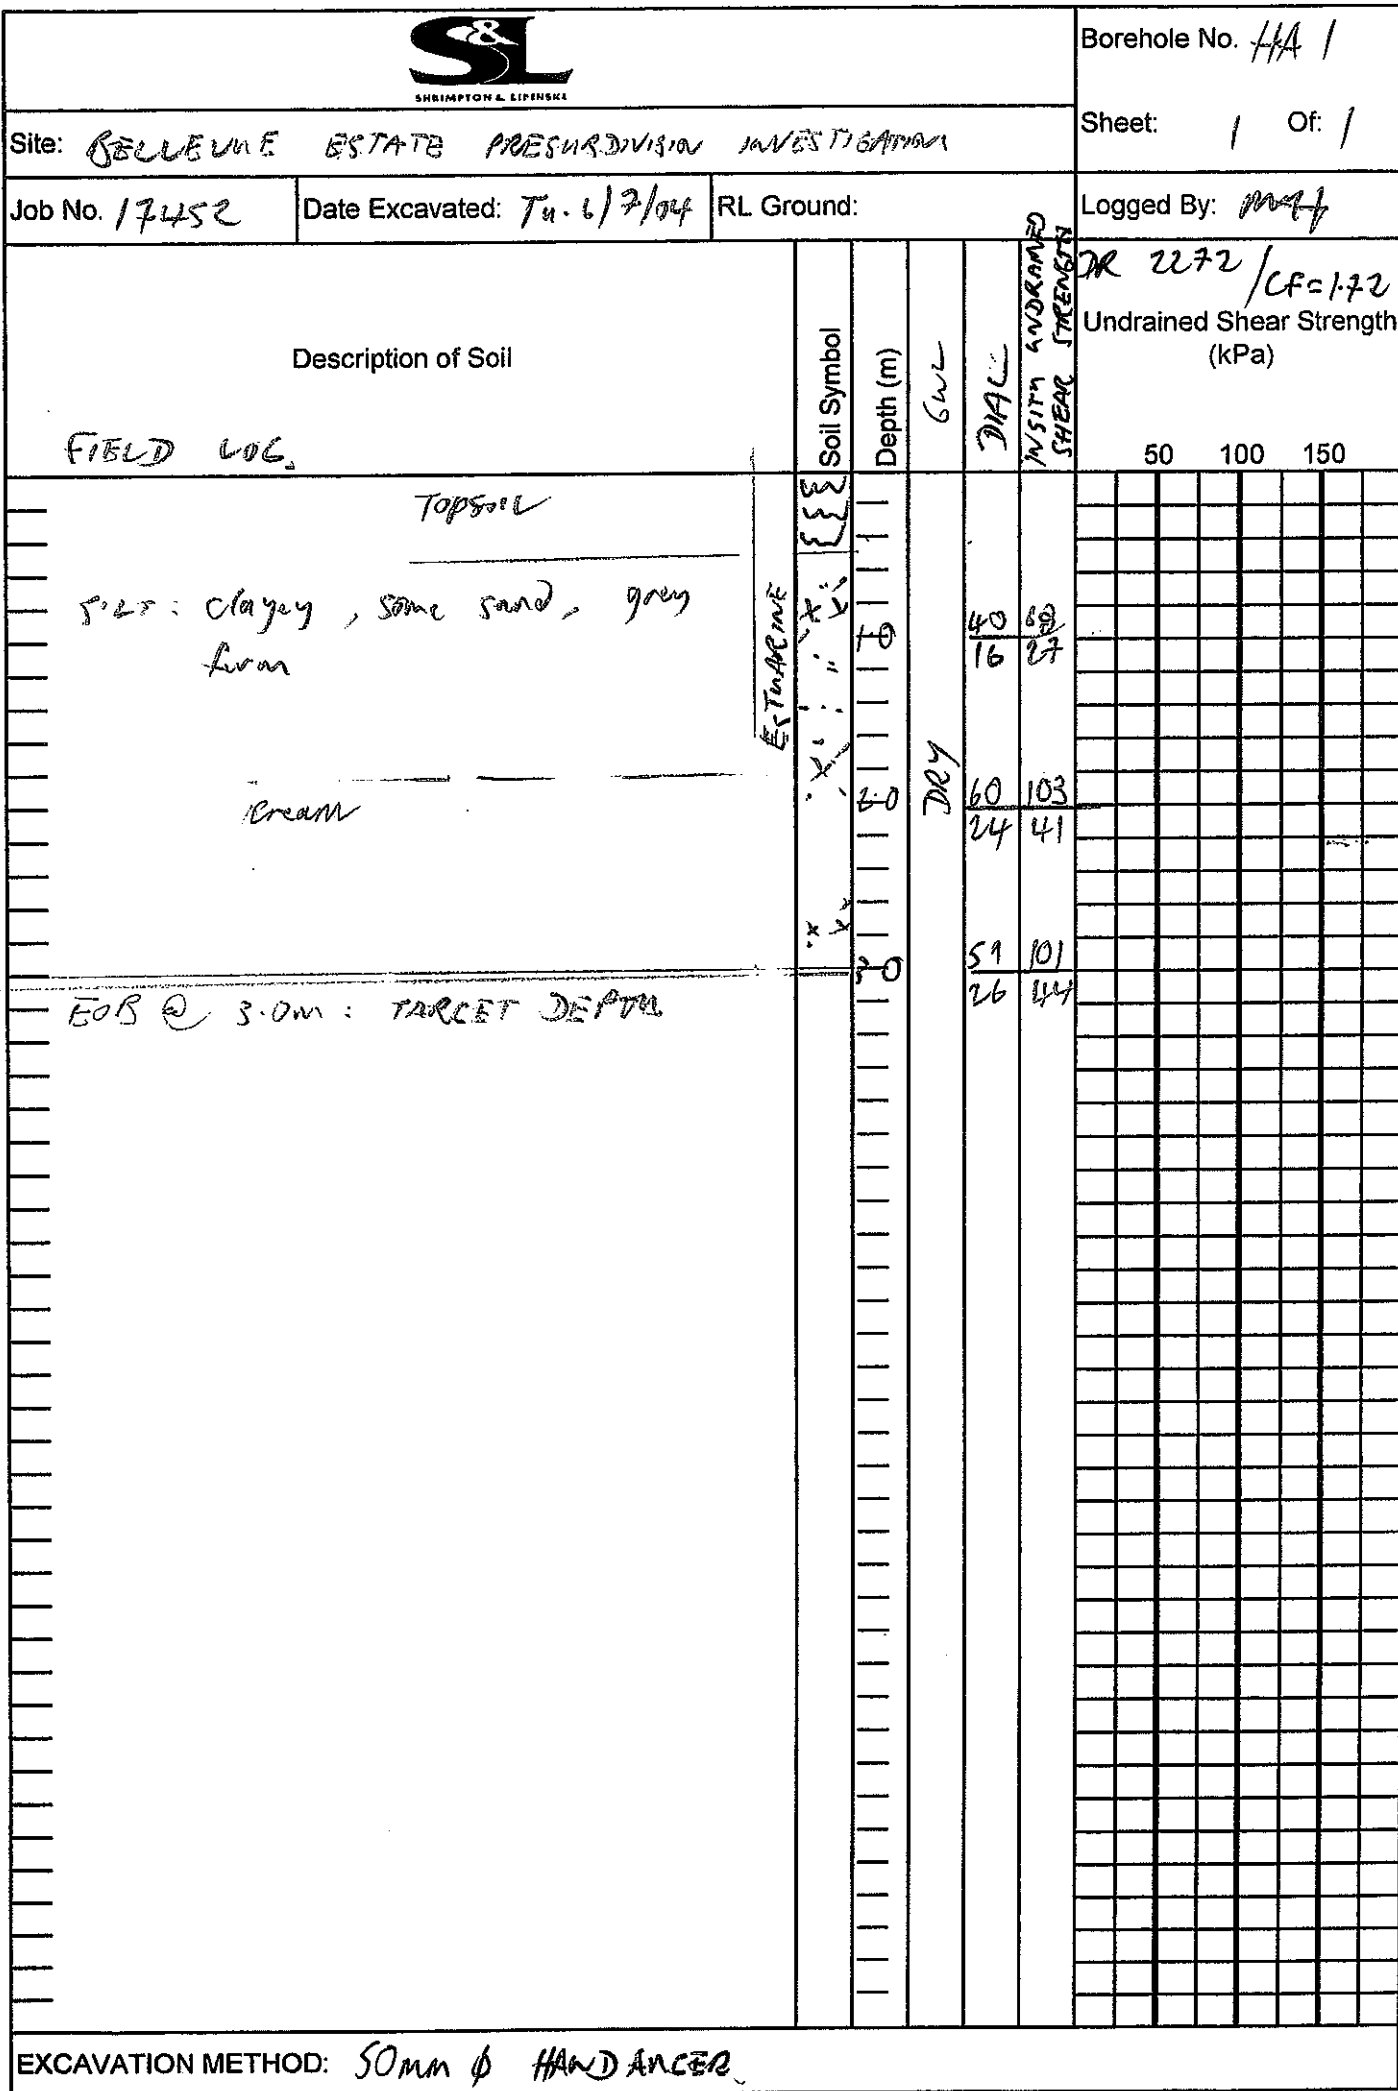 S&L
SHRIMPTON & LIPINSKI
Borehole No. HA 1
Sheet: 1 Of: 1
Site: BELLEVUE ESTATE PRESUBDIVISION INVESTIGATION
Job No. 17452
Date Excavated: Tu. 6/7/04
RL Ground:
Logged By:
Description of Soil
FIELD LOG.
Soil Symbol
Depth (m)
GWL
DIAL
INSITU UNDRAINED
SHEAR STRENGTH
DR 2272 / CF=1.72
Undrained Shear Strength
(kPa)
50 100 150
TOPSOIL
ESTUARINE
SILT: clayey, some sand, grey
firm
1.0
40
16
27
cream
2.0
DRY
60 103
24 41
3.0
59 101
26 44
EOB @ 3.0m: TARGET DEPTH
EXCAVATION METHOD: 50mm φ HAND AUGER